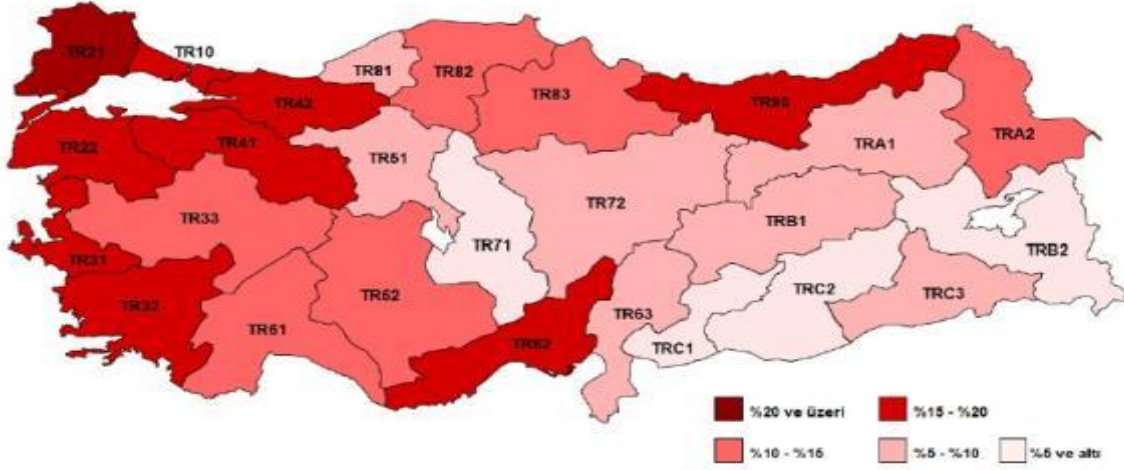 TR21
TR10
TR81
TR82
TR42
TR83
TR90
TR22
TR41
TR51
TRA1
TRA2
TR33
TR72
TRB1
TR71
TRB2
TR31
TR32
TR52
TRC2
TRC3
TR61
TR62
TR63
TRC1
%20 ve üzeri
%15 - %20
%10 - %15
%5 - %10
%5 ve altı